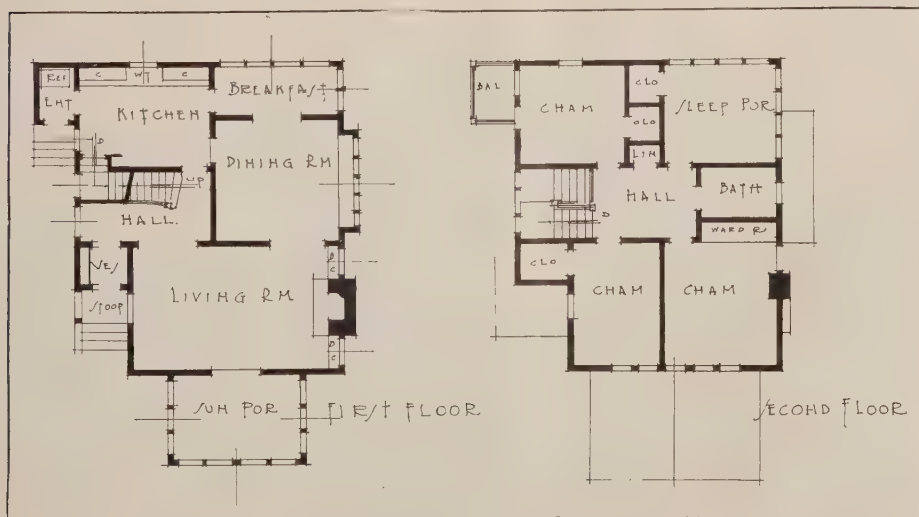 REF
C
WT
C
ENT
KITCHEN
BREAKFAST
D
DINING RM
UP
HALL.
VES
STOOP
LIVING RM
D
C
D
C
SUN POR
FIRST FLOOR
BAL
CHAM
CLO
CLO
LIN
SLEEP POR
HALL
BATH
D
WARD R
CLO
CHAM
CHAM
SECOND FLOOR